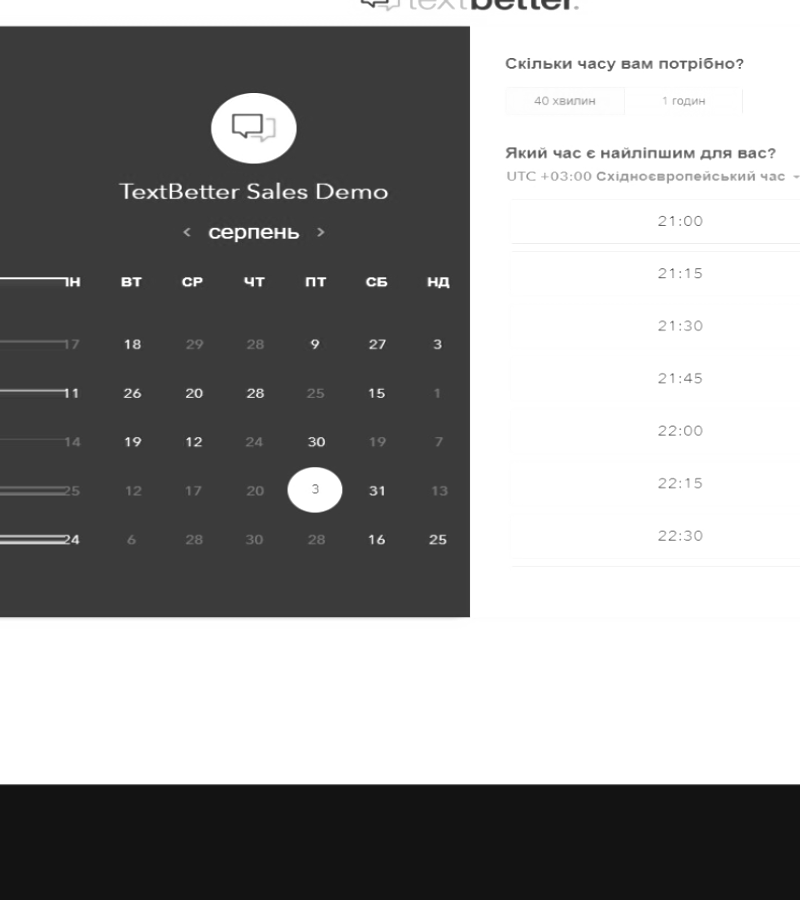 textbetter.
TextBetter Sales Demo
< серпень >
ВТ СР ЧТ ПТ СБ НД
17 18 29 28 9 27 3
11 26 20 28 25 15 1
14 19 12 24 30 19 7
25 12 17 20 3 31 13
24 6 28 30 28 16 25
Скільки часу вам потрібно?
40 хвилин 1 годин
Який час є найліпшим для вас?
UTC +03:00 Східноєвропейський час
21:00
21:15
21:30
21:45
22:00
22:15
22:30